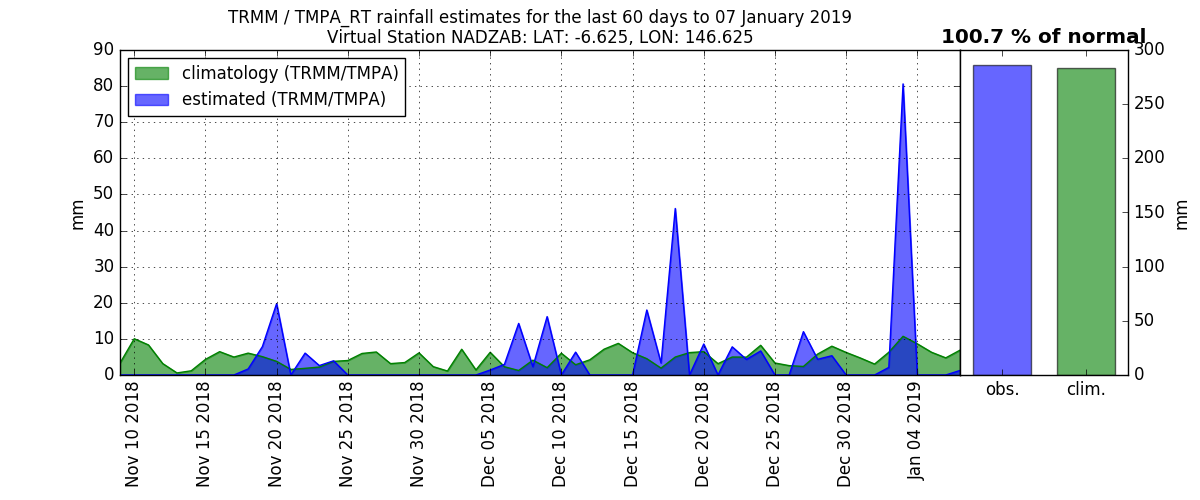 TRMM / TMPA_RT rainfall estimates for the last 60 days to 07 January 2019
Virtual Station NADZAB: LAT: -6.625, LON: 146.625
100.7 % of normal
climatology (TRMM/TMPA)
estimated (TRMM/TMPA)
90
80
70
60
50
40
30
20
10
0
mm
300
250
200
150
100
50
0
mm
Nov 10 2018
Nov 15 2018
Nov 20 2018
Nov 25 2018
Nov 30 2018
Dec 05 2018
Dec 10 2018
Dec 15 2018
Dec 20 2018
Dec 25 2018
Dec 30 2018
Jan 04 2019
obs.
clim.